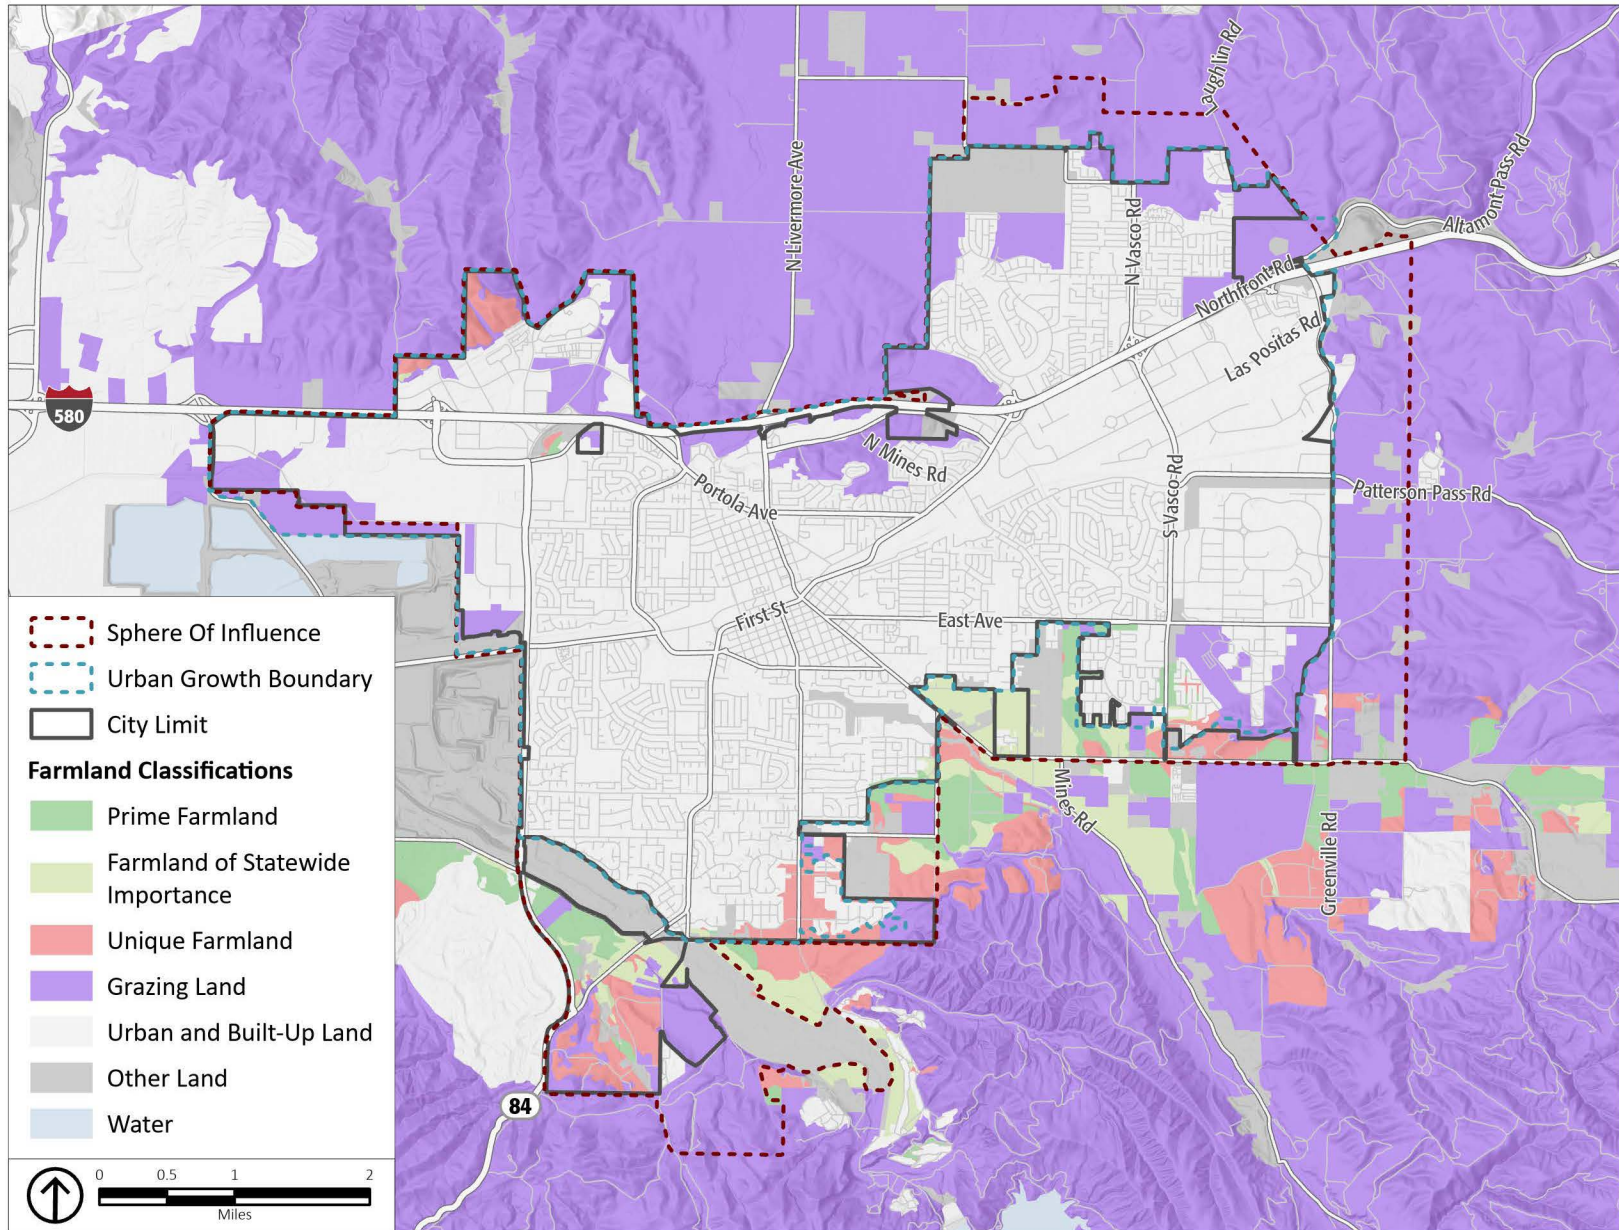 Laughlin Rd
Altamont Pass Rd
N Livermore Ave
N Vasco Rd
Northfront Rd
Las Positas Rd
580
N Mines Rd
Portola Ave
S Vasco Rd
Patterson Pass Rd
First St
East Ave
Mines Rd
Greenville Rd
84
Sphere Of Influence
Urban Growth Boundary
City Limit
Farmland Classifications
Prime Farmland
Farmland of Statewide
Importance
Unique Farmland
Grazing Land
Urban and Built-Up Land
Other Land
Water
0 0.5 1 2
Miles